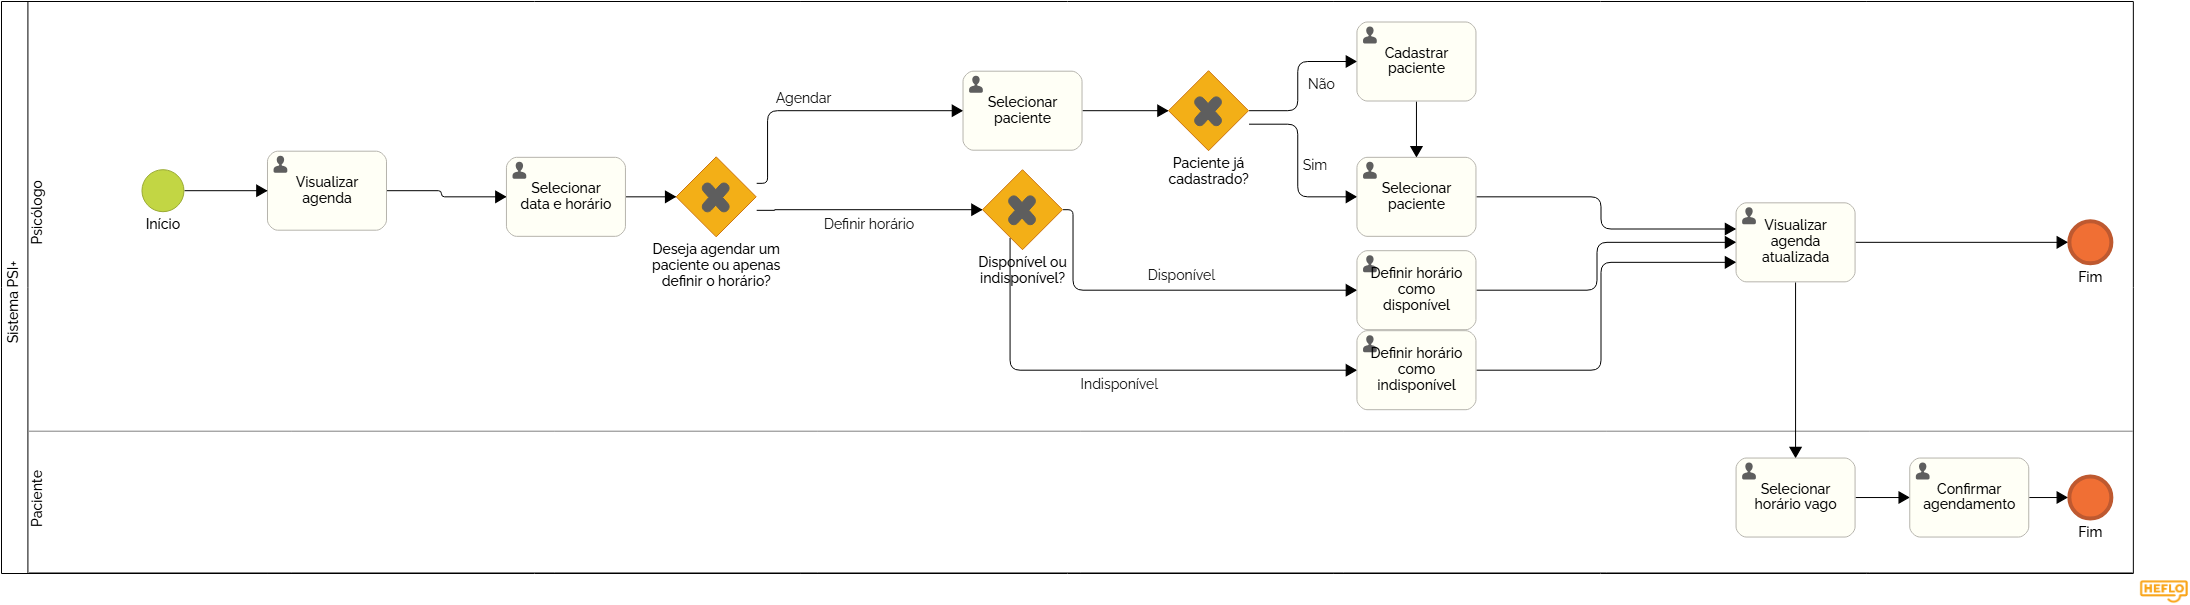 Sistema PSI+
Psicólogo
Início
Visualizar
agenda
Selecionar
data e horário
Deseja agendar um
paciente ou apenas
definir o horário?
Agendar
Definir horário
Selecionar
paciente
Disponível ou
indisponível?
Paciente já
cadastrado?
Não
Sim
Cadastrar
paciente
Selecionar
paciente
Disponível
Definir horário
como
disponível
Indisponível
Definir horário
como
indisponível
Visualizar
agenda
atualizada
Fim
Paciente
Selecionar
horário vago
Confirmar
agendamento
Fim
HEFLO